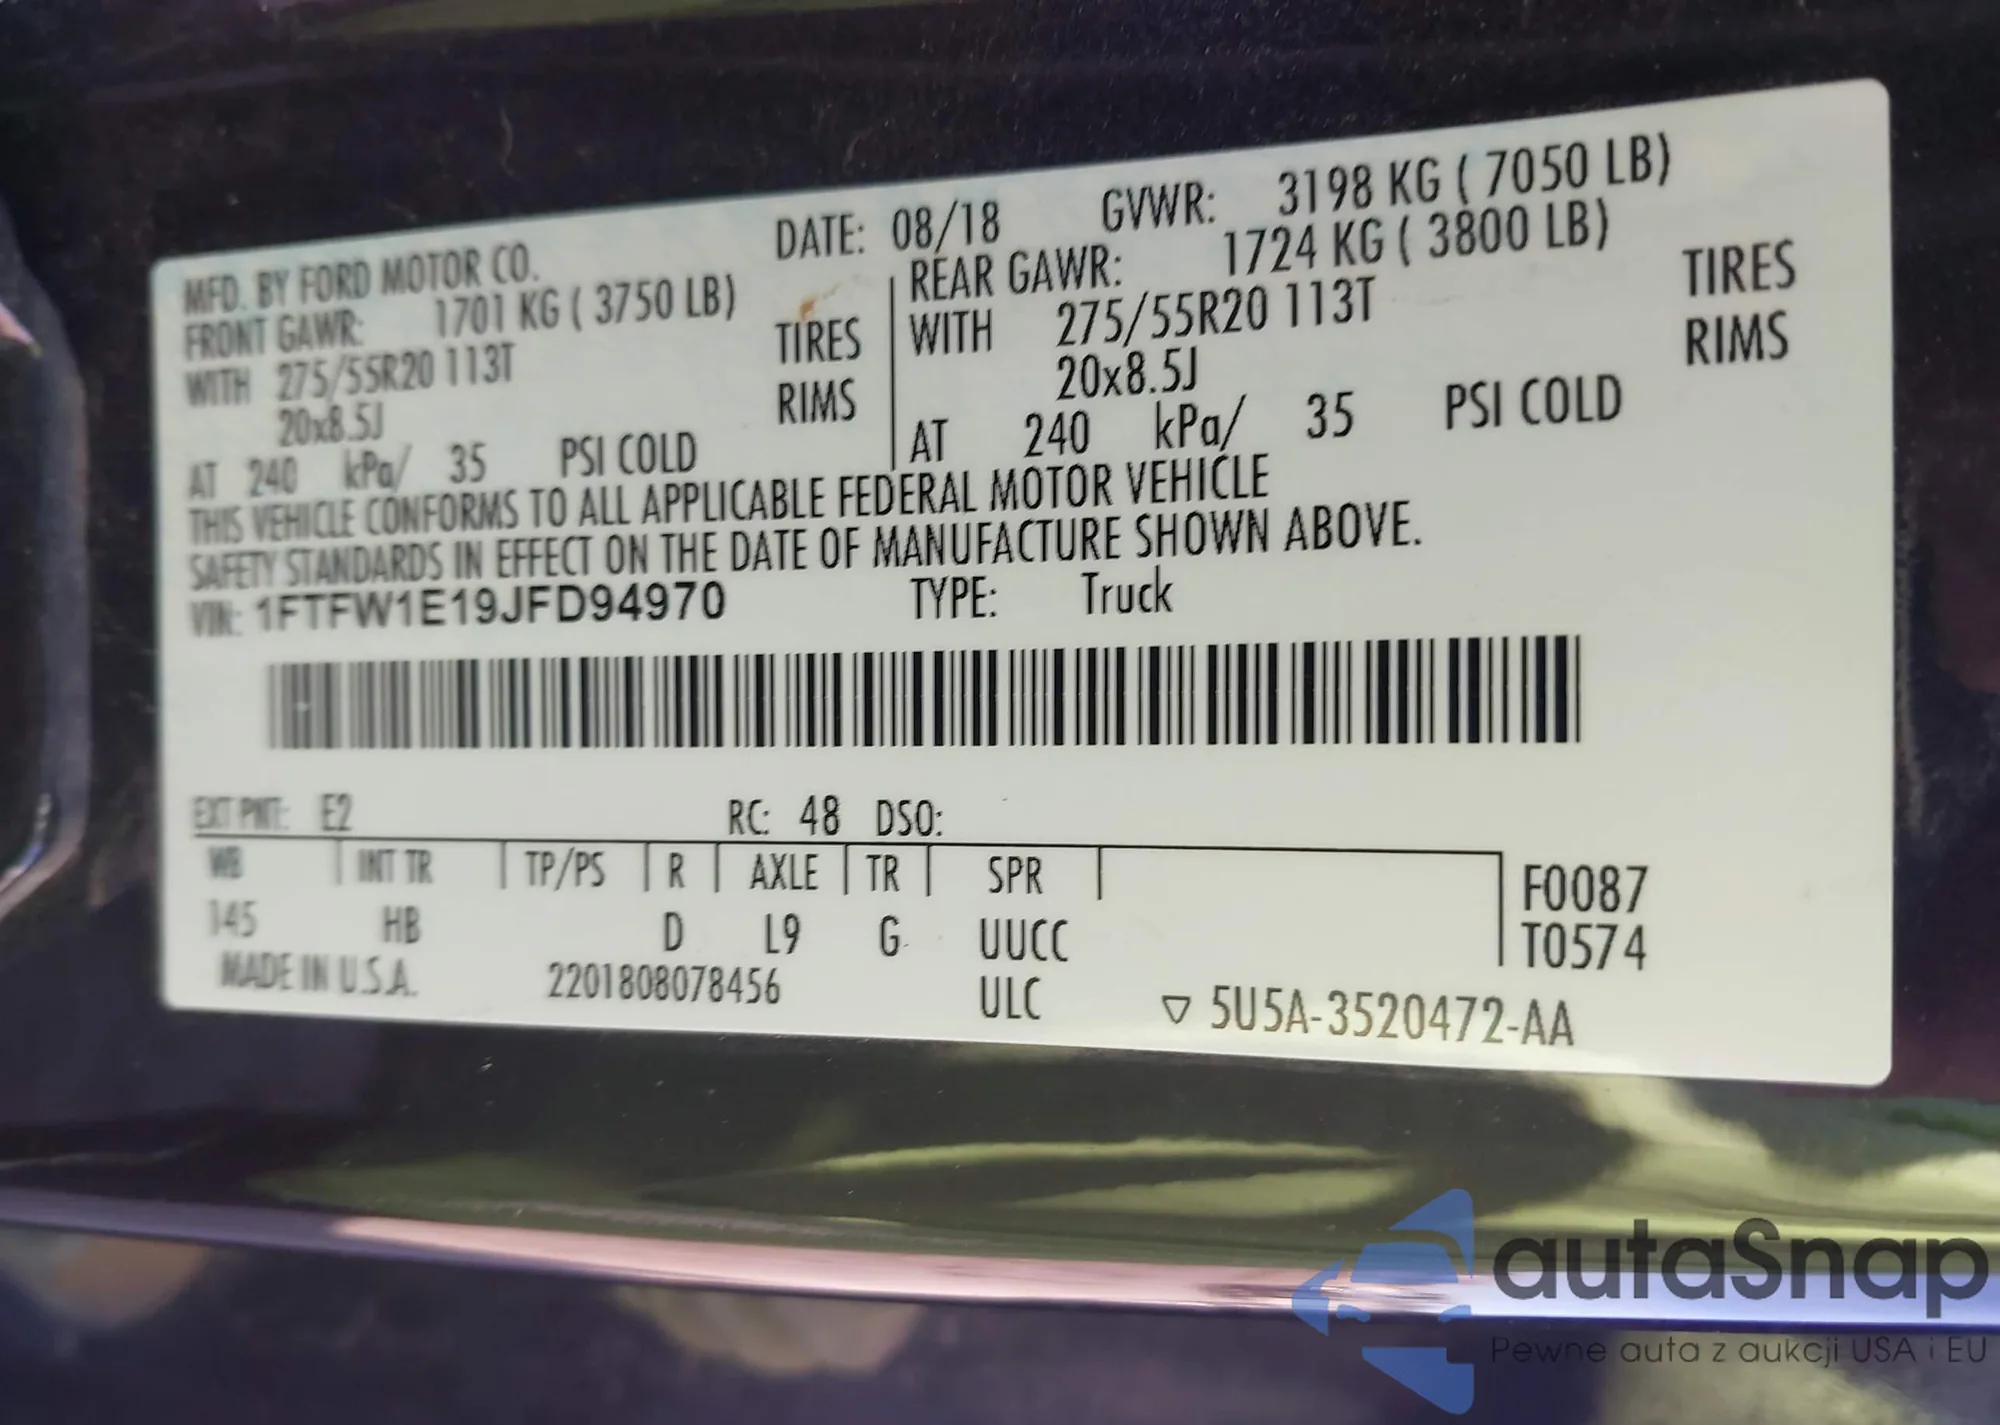 MFD. BY FORD MOTOR CO. DATE: 08/18 GVWR: 3198 KG ( 7050 LB)
FRONT GAWR: 1701 KG ( 3750 LB) REAR GAWR: 1724 KG ( 3800 LB)
WITH 275/55R20 113T TIRES WITH 275/55R20 113T TIRES
20x8.5J RIMS 20x8.5J RIMS
AT 240 kPa/ 35 PSI COLD AT 240 kPa/ 35 PSI COLD
THIS VEHICLE CONFORMS TO ALL APPLICABLE FEDERAL MOTOR VEHICLE
SAFETY STANDARDS IN EFFECT ON THE DATE OF MANUFACTURE SHOWN ABOVE.
VIN: 1FTFW1E19JFD94970 TYPE: Truck
EXT PNT: E2 RC: 48 DSO:
WB INT TR TP/PS R AXLE TR SPR F0087
145 HB D L9 G UUCC T0574
MADE IN U.S.A. 2201808078456 ULC ▽ 5U5A-3520472-AA
autaSnap
Pewne auta z aukcji USA i EU